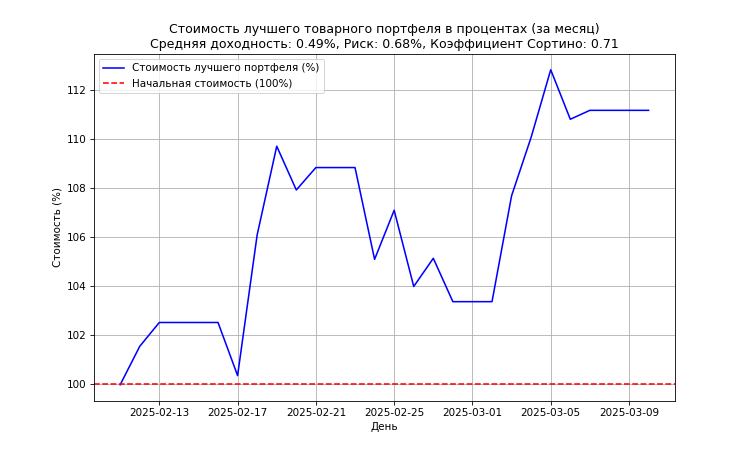 Стоимость лучшего товарного портфеля в процентах (за месяц)
Средняя доходность: 0.49%, Риск: 0.68%, Коэффициент Сортино: 0.71
Стоимость лучшего портфеля (%)
Начальная стоимость (100%)
112
110
108
106
104
102
100
Стоимость (%)
2025-02-13
2025-02-17
2025-02-21
2025-02-25
2025-03-01
2025-03-05
2025-03-09
День